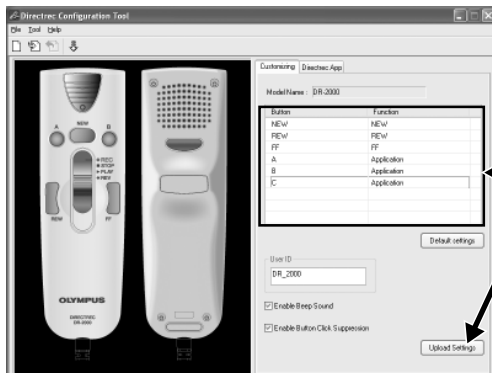 Directrec Configuration Tool
File Tool Help
Customizing Directrec App
Model Name : DR-2000
Button Function
NEW NEW
REW REW
FF FF
A Application
B Application
C Application
Default settings
User ID
DR_2000
Enable Beep Sound
Enable Button Click Suppression
Upload Settings
A NEW B
REC
STOP
PLAY
REV
REW FF
OLYMPUS
DIRECTREC
DR-2000